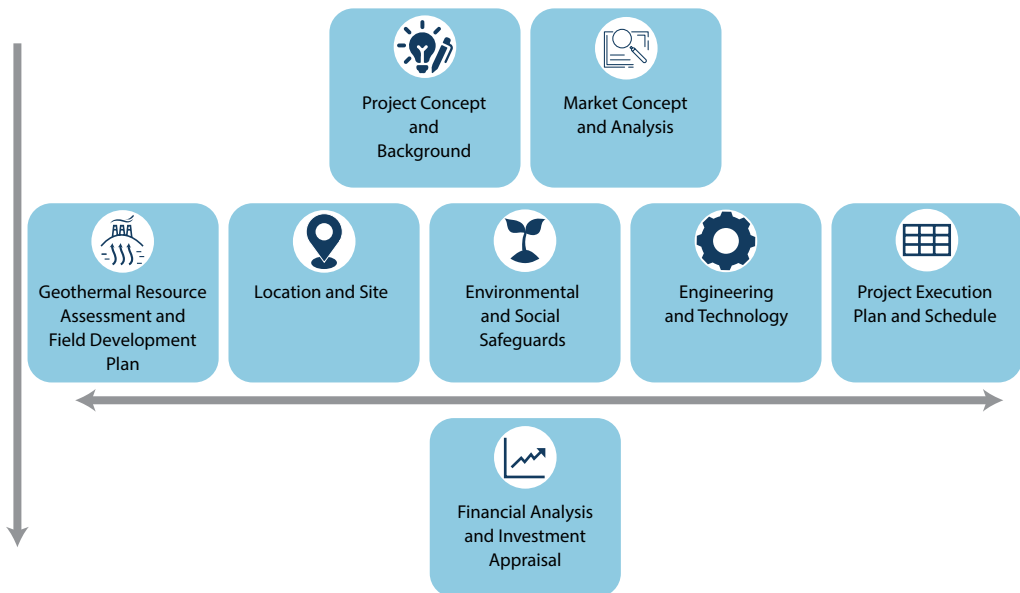 Project Concept
and
Background
Market Concept
and Analysis
Geothermal Resource
Assessment and
Field Development
Plan
Location and Site
Environmental
and Social
Safeguards
Engineering
and Technology
Project Execution
Plan and Schedule
Financial Analysis
and Investment
Appraisal